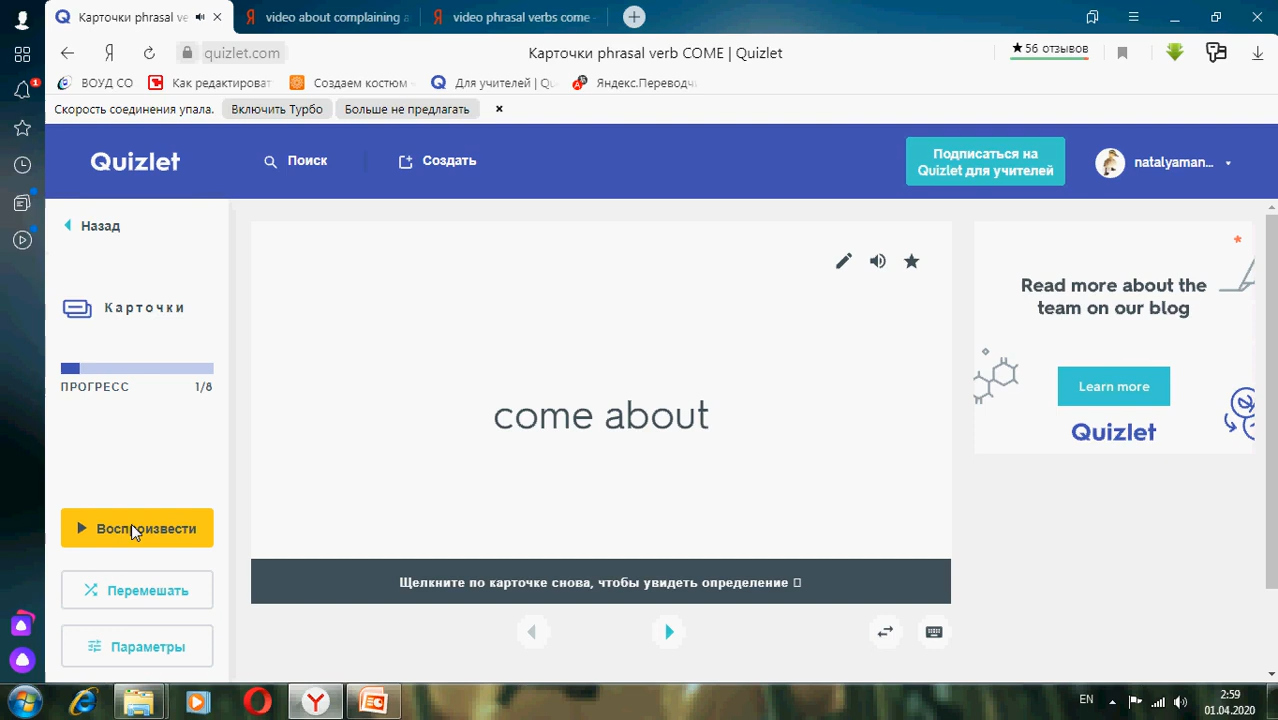 Карточки phrasal ve
video about complaining a
video phrasal verbs come -
quizlet.com
Карточки phrasal verb COME | Quizlet
★56 отзывов
ВОУД СО
Как редактироват
Создаем костюм
Для учителей | Qu
Яндекс.Переводчи
Скорость соединения упала.
Включить Турбо
Больше не предлагать
Quizlet
Поиск
Создать
Подписаться на
Quizlet для учителей
natalyaman...
Назад
Карточки
ПРОГРЕСС
1/8
Воспроизвести
Перемешать
Параметры
come about
Щелкните по карточке снова, чтобы увидеть определение
Read more about the
team on our blog
Learn more
Quizlet
EN
2:59
01.04.2020